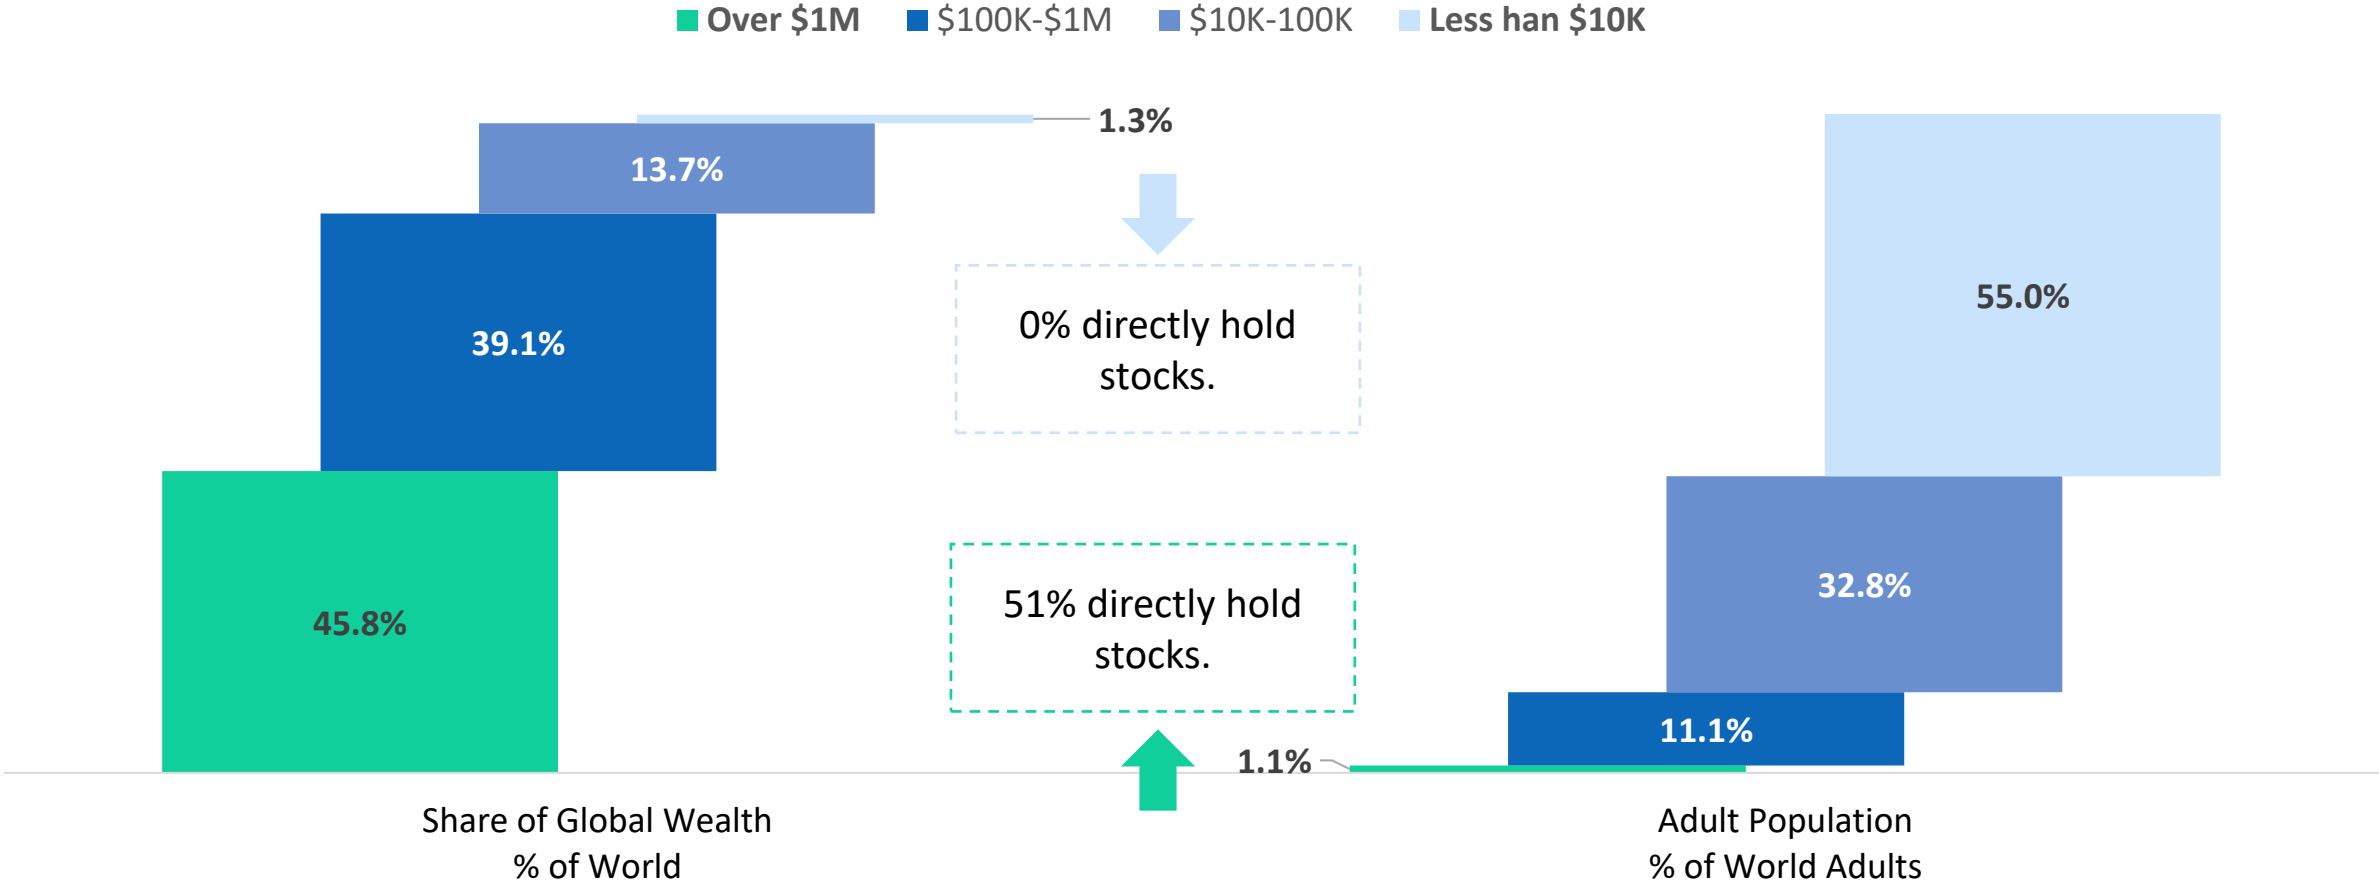 Over $1M $100K-$1M $10K-100K Less han $10K
1.3%
13.7%
39.1%
45.8%
0% directly hold
stocks.
51% directly hold
stocks.
55.0%
32.8%
11.1%
1.1%
Share of Global Wealth
% of World
Adult Population
% of World Adults